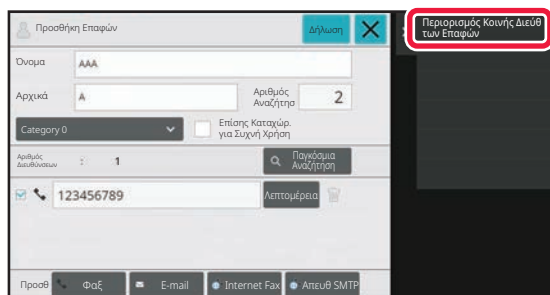 Προσθήκη Επαφών
Δήλωση
Περιορισμός Κοινής Διεύθ
των Επαφών
Όνομα
AAA
Αρχικά
A
Αριθμός
Αναζήτησ
2
Category 0
Επίσης Καταχώρ.
για Συχνή Χρήση
Αριθμός
Διευθύνσεων
:
1
Παγκόσμια
Αναζήτηση
123456789
Λεπτομέρεια
Προσθ
Φαξ
E-mail
Internet Fax
Απευθ SMTP